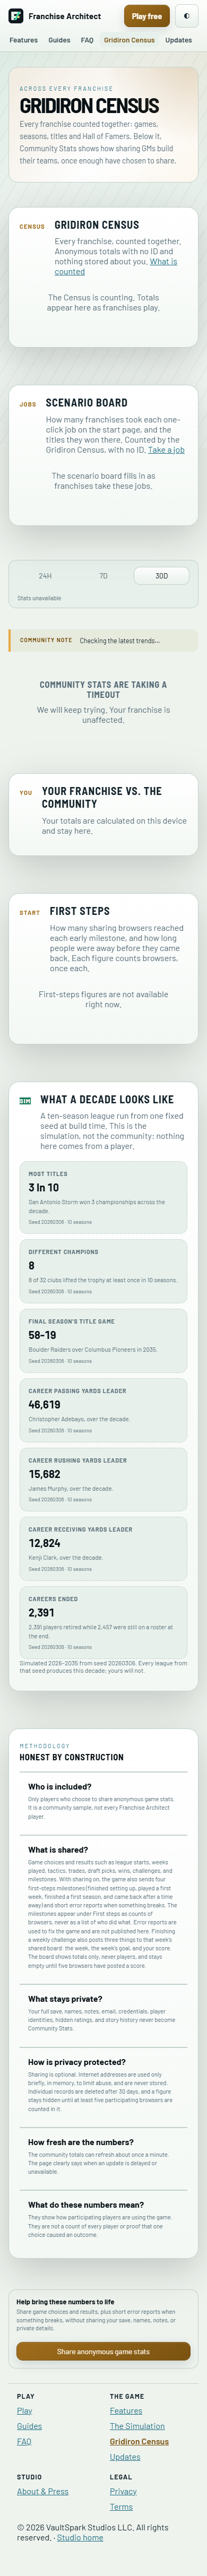 Franchise Architect
Play free
Features
Guides
FAQ
Gridiron Census
Updates
ACROSS EVERY FRANCHISE
GRIDIRON CENSUS
Every franchise counted together: games,
seasons, titles and Hall of Famers. Below it,
Community Stats shows how sharing GMs build
their teams, once enough have chosen to share.
CENSUS
GRIDIRON CENSUS
Every franchise, counted together.
Anonymous totals with no ID and
nothing stored about you. What is
counted
The Census is counting. Totals
appear here as franchises play.
JOBS
SCENARIO BOARD
How many franchises took each one-
click job on the start page, and the
titles they won there. Counted by the
Gridiron Census, with no ID. Take a job
The scenario board fills in as
franchises take these jobs.
24H
7D
30D
Stats unavailable
COMMUNITY NOTE
Checking the latest trends…
COMMUNITY STATS ARE TAKING A
TIMEOUT
We will keep trying. Your franchise is
unaffected.
YOU
YOUR FRANCHISE VS. THE
COMMUNITY
Your totals are calculated on this device
and stay here.
START
FIRST STEPS
How many sharing browsers reached
each early milestone, and how long
people were away before they came
back. Each figure counts browsers,
once each.
First-steps figures are not available
right now.
SIM
WHAT A DECADE LOOKS LIKE
A ten-season league run from one fixed
seed at build time. This is the
simulation, not the community: nothing
here comes from a player.
MOST TITLES
3 in 10
San Antonio Storm won 3 championships across the
decade.
Seed 20260306 · 10 seasons
DIFFERENT CHAMPIONS
8
8 of 32 clubs lifted the trophy at least once in 10 seasons.
Seed 20260306 · 10 seasons
FINAL SEASON'S TITLE GAME
58-19
Boulder Raiders over Columbus Pioneers in 2035.
Seed 20260306 · 10 seasons
CAREER PASSING YARDS LEADER
46,619
Christopher Adebayo, over the decade.
Seed 20260306 · 10 seasons
CAREER RUSHING YARDS LEADER
15,682
James Murphy, over the decade.
Seed 20260306 · 10 seasons
CAREER RECEIVING YARDS LEADER
12,824
Kenji Clark, over the decade.
Seed 20260306 · 10 seasons
CAREERS ENDED
2,391
2,391 players retired while 2,457 were still on a roster at
the end.
Seed 20260306 · 10 seasons
Simulated 2026–2035 from seed 20260306. Every league from
that seed produces this decade; yours will not.
METHODOLOGY
HONEST BY CONSTRUCTION
Who is included?
Only players who choose to share anonymous game stats.
It is a community sample, not every Franchise Architect
player.
What is shared?
Game choices and results such as league starts, weeks
played, tactics, trades, draft picks, wins, challenges, and
milestones. With sharing on, the game also sends four
first-steps milestones (finished setting up, played a first
week, finished a first season, and came back after a time
away) and short error reports when something breaks. The
milestones appear under First steps as counts of
browsers, never as a list of who did what. Error reports are
used to fix the game and are not published here. Finishing
a weekly challenge also posts three things to that week's
shared board: the week, the week's goal, and your score.
The board shows totals only, never players, and stays
empty until five browsers have posted a score.
What stays private?
Your full save, names, notes, email, credentials, player
identities, hidden ratings, and story history never become
Community Stats.
How is privacy protected?
Sharing is optional. Internet addresses are used only
briefly, in memory, to limit abuse, and are never stored.
Individual records are deleted after 30 days, and a figure
stays hidden until at least five participating browsers are
counted in it.
How fresh are the numbers?
The community totals can refresh about once a minute.
The page clearly says when an update is delayed or
unavailable.
What do these numbers mean?
They show how participating players are using the game.
They are not a count of every player or proof that one
choice caused an outcome.
Help bring these numbers to life
Share game choices and results, plus short error reports when
something breaks, without sharing your save, names, notes, or
private details.
Share anonymous game stats
PLAY
Play
Guides
FAQ
THE GAME
Features
The Simulation
Gridiron Census
Updates
STUDIO
About & Press
LEGAL
Privacy
Terms
© 2026 VaultSpark Studios LLC. All rights
reserved. · Studio home